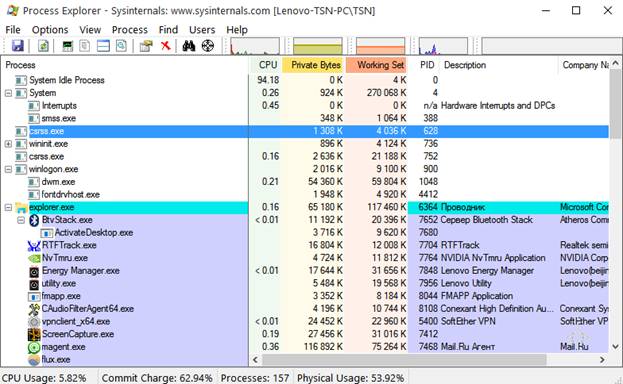 Process Explorer - Sysinternals: www.sysinternals.com [Lenovo-TSN-PC\TSN]
File Options View Process Find Users Help
Process CPU Private Bytes Working Set PID Description Company Na
System Idle Process 94.18 0 K 4 K 0
System 0.26 924 K 270 068 K 4
Interrupts 0.45 0 K 0 K n/a Hardware Interrupts and DPCs
smss.exe 348 K 1 064 K 388
csrss.exe 1 308 K 4 036 K 628
wininit.exe 896 K 4 124 K 736
csrss.exe 0.16 2 636 K 21 188 K 752
winlogon.exe 2 016 K 9 100 K 900
dwm.exe 0.21 54 360 K 59 804 K 1048
fontdrvhost.exe 1 948 K 4 920 K 4412
explorer.exe 0.16 65 180 K 117 460 K 6364 Проводник Microsoft Cor
BtvStack.exe < 0.01 11 192 K 20 396 K 7652 Сервер Bluetooth Stack Atheros Comm
ActivateDesktop.exe 3 716 K 9 620 K 7680
RTFTrack.exe 16 804 K 12 008 K 7704 RTFTrack Realtek semi
NvTmru.exe 4 724 K 11 812 K 7764 NVIDIA NvTmru Application NVIDIA Corpo
Energy Manager.exe < 0.01 17 644 K 31 656 K 7848 Lenovo Energy Manager Lenovo(beijin
utility.exe 5 484 K 19 568 K 7956 Lenovo Utility Lenovo(beijin
fmapp.exe 3 352 K 8 184 K 8044 FMAPP Application
CAudioFilterAgent64.exe 4 196 K 10 744 K 8108 Conexant High Definition Au... Conexant Sys
vpnclient_x64.exe < 0.01 24 452 K 22 960 K 5400 SoftEther VPN SoftEther VP
ScreenCapture.exe 0.19 27 456 K 31 016 K 7412
magent.exe 0.36 116 892 K 75 264 K 7468 Mail.Ru Агент Mail.Ru
flux.exe
CPU Usage: 5.82% Commit Charge: 62.94% Processes: 157 Physical Usage: 53.92%